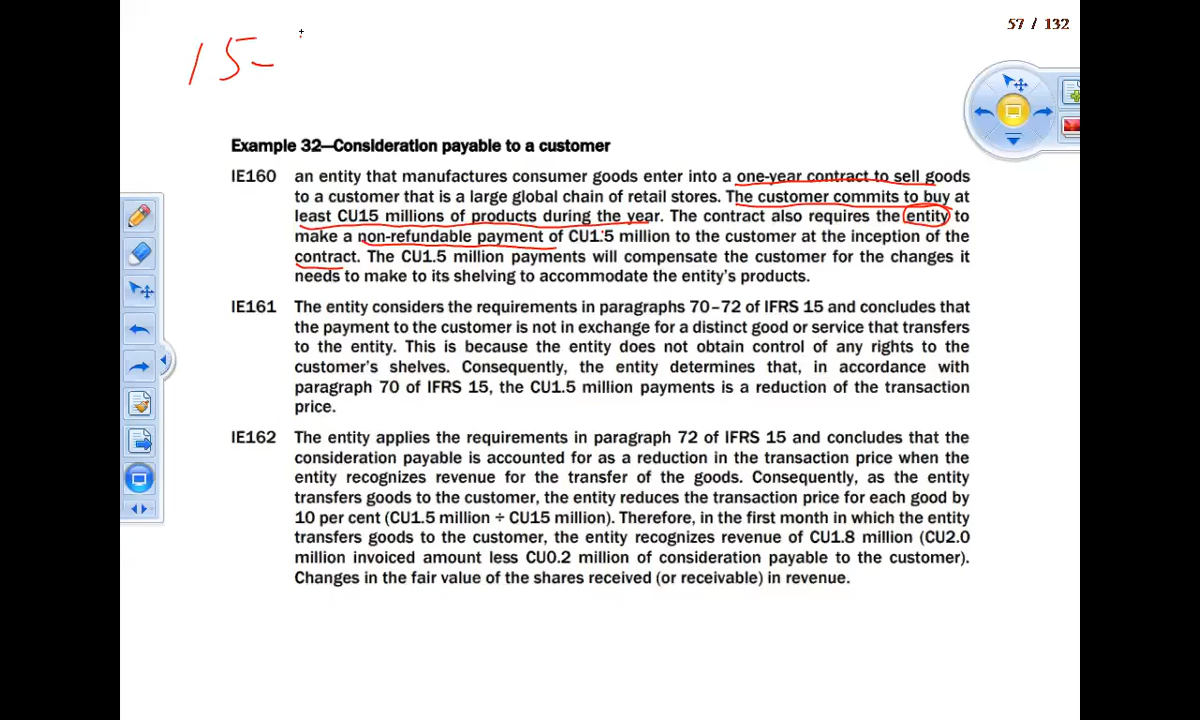 57 / 132
15-
Example 32—Consideration payable to a customer
IE160 an entity that manufactures consumer goods enter into a one-year contract to sell goods
to a customer that is a large global chain of retail stores. The customer commits to buy at
least CU15 millions of products during the year. The contract also requires the entity to
make a non-refundable payment of CU1.5 million to the customer at the inception of the
contract. The CU1.5 million payments will compensate the customer for the changes it
needs to make to its shelving to accommodate the entity's products.
IE161 The entity considers the requirements in paragraphs 70–72 of IFRS 15 and concludes that
the payment to the customer is not in exchange for a distinct good or service that transfers
to the entity. This is because the entity does not obtain control of any rights to the
customer's shelves. Consequently, the entity determines that, in accordance with
paragraph 70 of IFRS 15, the CU1.5 million payments is a reduction of the transaction
price.
IE162 The entity applies the requirements in paragraph 72 of IFRS 15 and concludes that the
consideration payable is accounted for as a reduction in the transaction price when the
entity recognizes revenue for the transfer of the goods. Consequently, as the entity
transfers goods to the customer, the entity reduces the transaction price for each good by
10 per cent (CU1.5 million ÷ CU15 million). Therefore, in the first month in which the entity
transfers goods to the customer, the entity recognizes revenue of CU1.8 million (CU2.0
million invoiced amount less CU0.2 million of consideration payable to the customer).
Changes in the fair value of the shares received (or receivable) in revenue.